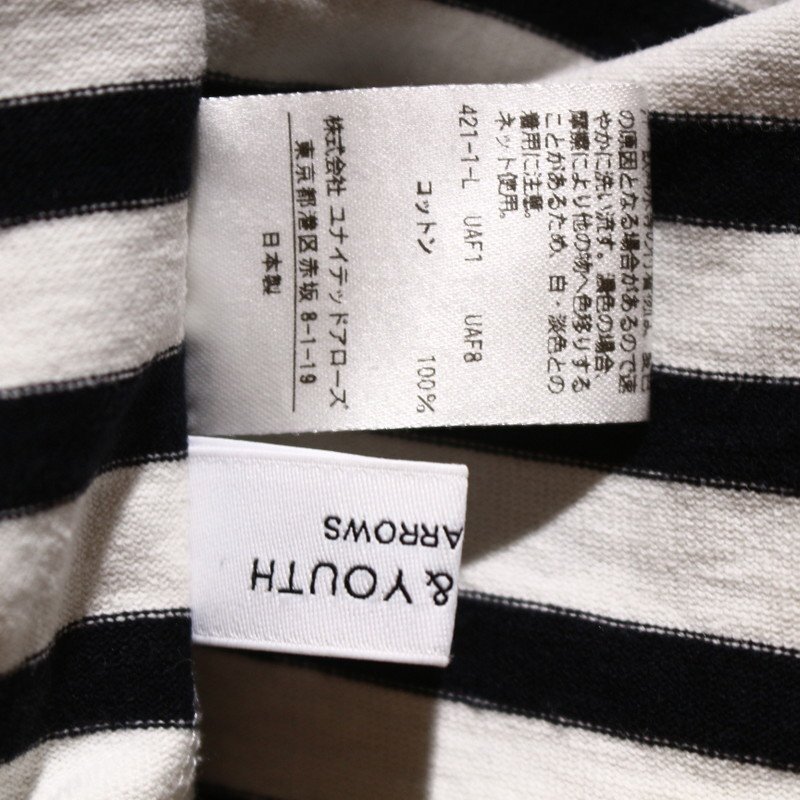 の原因となる場合があるので速
やかに洗い流す。濃色の場合
摩擦により他の物へ色移りする
ことがあるため、白・淡色との
着用に注意。
ネット使用。
421-1-L UAF1 UAF8
コットン 100%
株式会社 ユナイテッドアローズ
東京都港区赤坂 8-1-19
日本製
& YOUTH
ARROWS